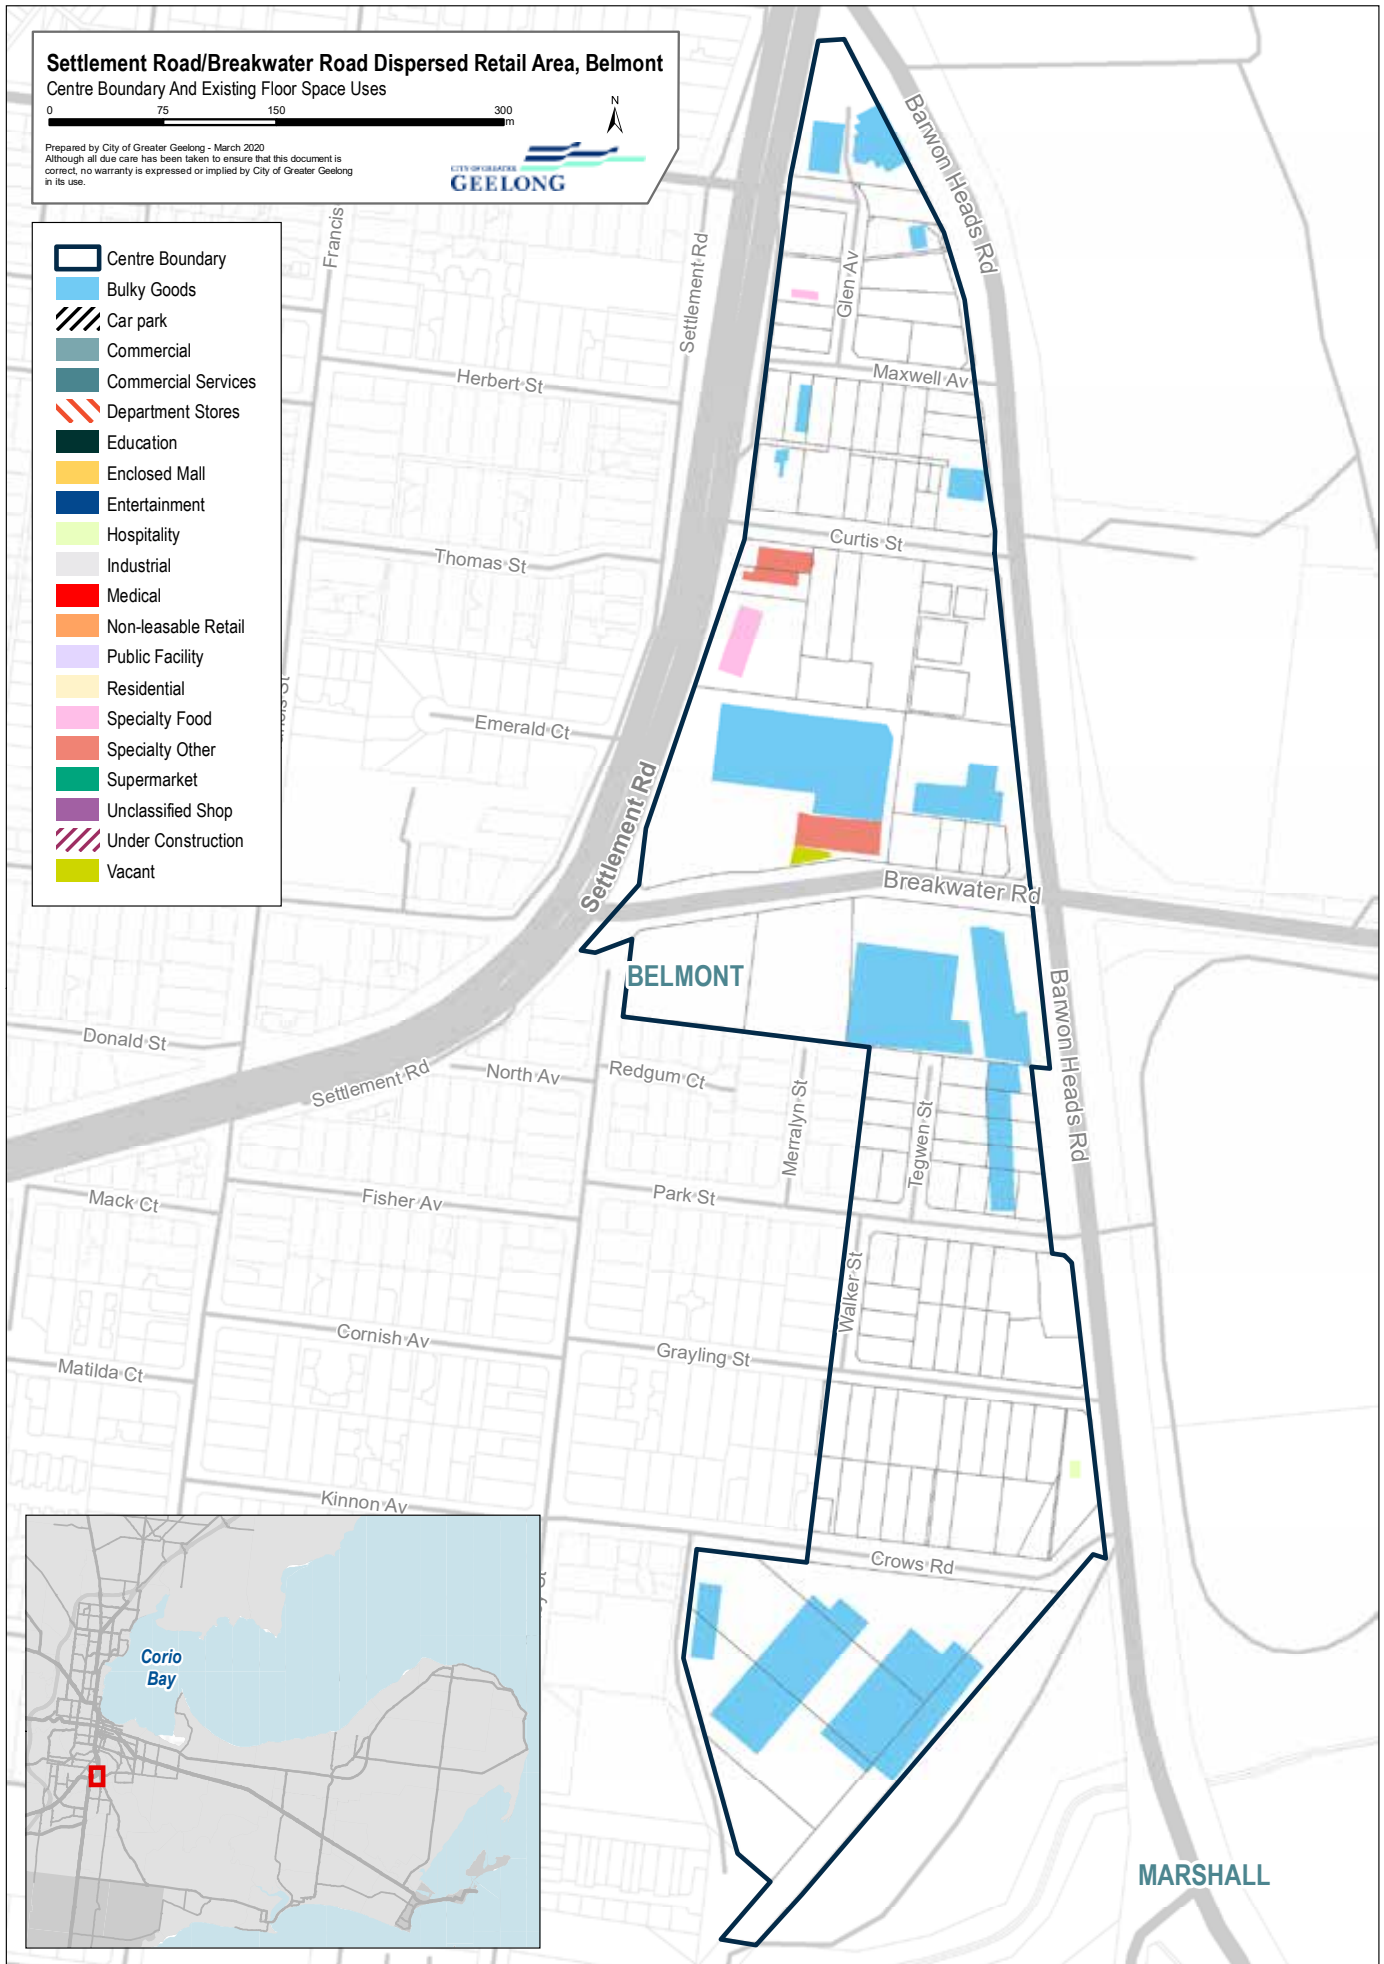 Settlement Road/Breakwater Road Dispersed Retail Area, Belmont
Centre Boundary And Existing Floor Space Uses
0 75 150 300
m
N
Prepared by City of Greater Geelong - March 2020
Although all due care has been taken to ensure that this document is
correct, no warranty is expressed or implied by City of Greater Geelong
in its use.
CITY OF GREATER
GEELONG
Centre Boundary
Bulky Goods
Car park
Commercial
Commercial Services
Department Stores
Education
Enclosed Mall
Entertainment
Hospitality
Industrial
Medical
Non-leasable Retail
Public Facility
Residential
Specialty Food
Specialty Other
Supermarket
Unclassified Shop
Under Construction
Vacant
Francis
Settlement Rd
Barwon Heads Rd
Glen Av
Herbert St
Maxwell Av
Thomas St
Curtis St
Emerald Ct
Settlement Rd
Breakwater Rd
BELMONT
Donald St
Settlement Rd
North Av
Redgum Ct
Merralyn St
Tegwen St
Barwon Heads Rd
Mack Ct
Fisher Av
Park St
Walker St
Cornish Av
Grayling St
Matilda Ct
Kinnon Av
Crows Rd
Corio
Bay
MARSHALL